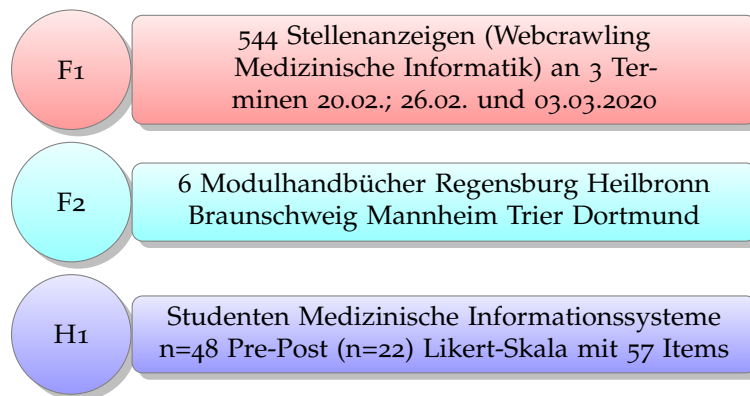 F1
544 Stellenanzeigen (Webcrawling
Medizinische Informatik) an 3 Ter-
minen 20.02.; 26.02. und 03.03.2020
F2
6 Modulhandbücher Regensburg Heilbronn
Braunschweig Mannheim Trier Dortmund
H1
Studenten Medizinische Informationssysteme
n=48 Pre-Post (n=22) Likert-Skala mit 57 Items